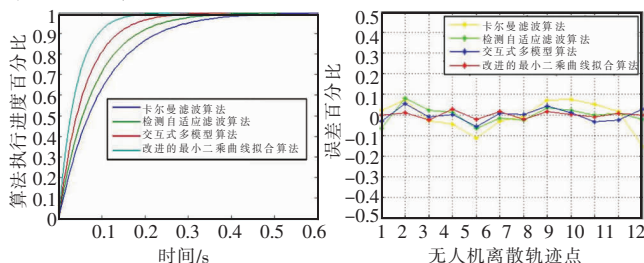 算法执行进度百分比
1
0.9
0.8
0.7
0.6
0.5
0.4
0.3
0.2
0.1
0
卡尔曼滤波算法
检测自适应滤波算法
交互式多模型算法
改进的最小二乘曲线拟合算法
0.1 0.2 0.3 0.4 0.5 0.6
时间/s
误差百分比
0.5
0.4
0.3
0.2
0.1
0
-0.1
-0.2
-0.3
-0.4
-0.5
卡尔曼滤波算法
检测自适应滤波算法
交互式多模型算法
改进的最小二乘曲线拟合算法
1 2 3 4 5 6 7 8 9 10 11 12
无人机离散轨迹点